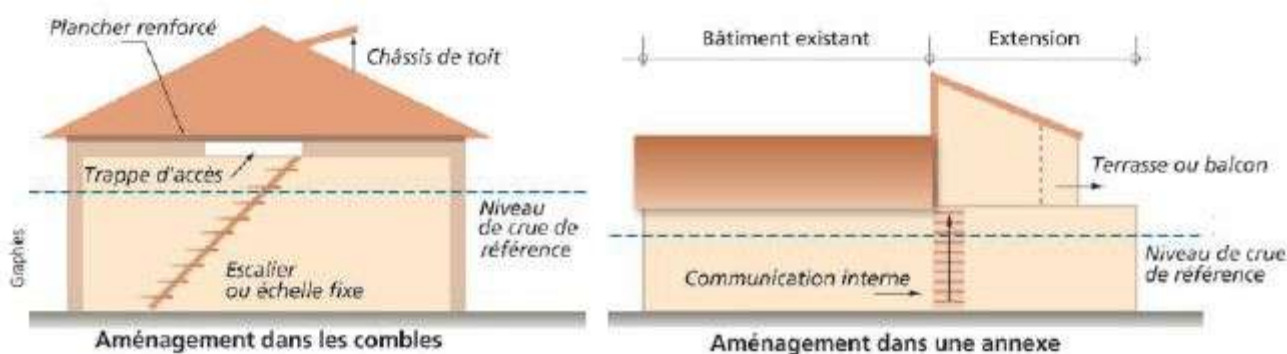 Plancher renforcé
Châssis de toit
Trappe d'accès
Niveau
de crue de
référence
Escalier
ou échelle fixe
Graphies
Aménagement dans les combles
Bâtiment existant
Extension
Terrasse ou balcon
Niveau de crue
de référence
Communication interne
Aménagement dans une annexe